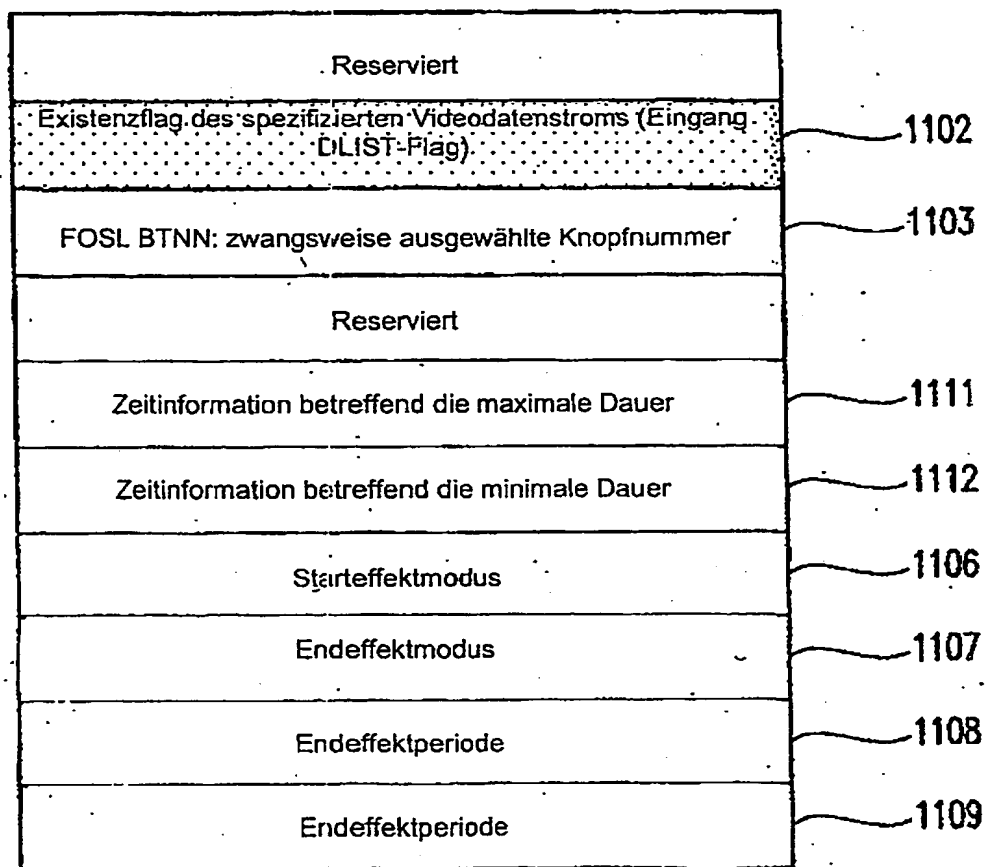 Reserviert
Existenzflag des spezifizierten Videodatenstroms (Eingang
DLIST-Flag)
1102
FOSL BTNN: zwangsweise ausgewählte Knopfnummer
1103
Reserviert
Zeitinformation betreffend die maximale Dauer
1111
Zeitinformation betreffend die minimale Dauer
1112
Starteffektmodus
1106
Endeffektmodus
1107
Endeffektperiode
1108
Endeffektperiode
1109